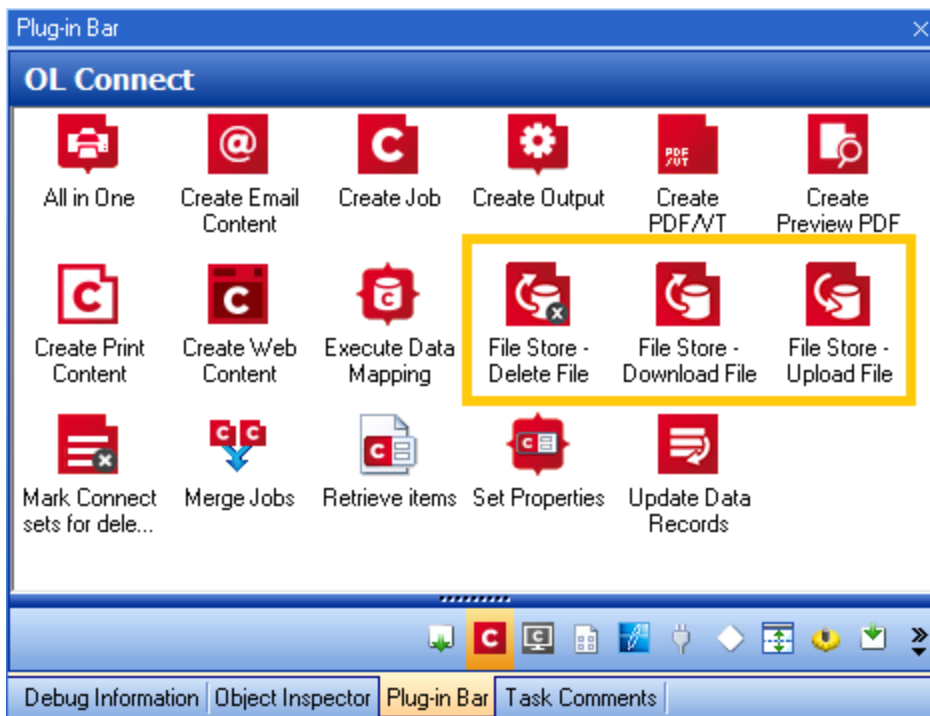 Plug-in Bar
OL Connect
@
C
PDF
/VT
All in One
Create Email
Content
Create Job
Create Output
Create
PDF/VT
Create
Preview PDF
C
C
C
Create Print
Content
Create Web
Content
Execute Data
Mapping
File Store -
Delete File
File Store -
Download File
File Store -
Upload File
C C
C
C
Mark Connect
sets for dele...
Merge Jobs
Retrieve items
Set Properties
Update Data
Records
C
C
Debug Information
Object Inspector
Plug-in Bar
Task Comments